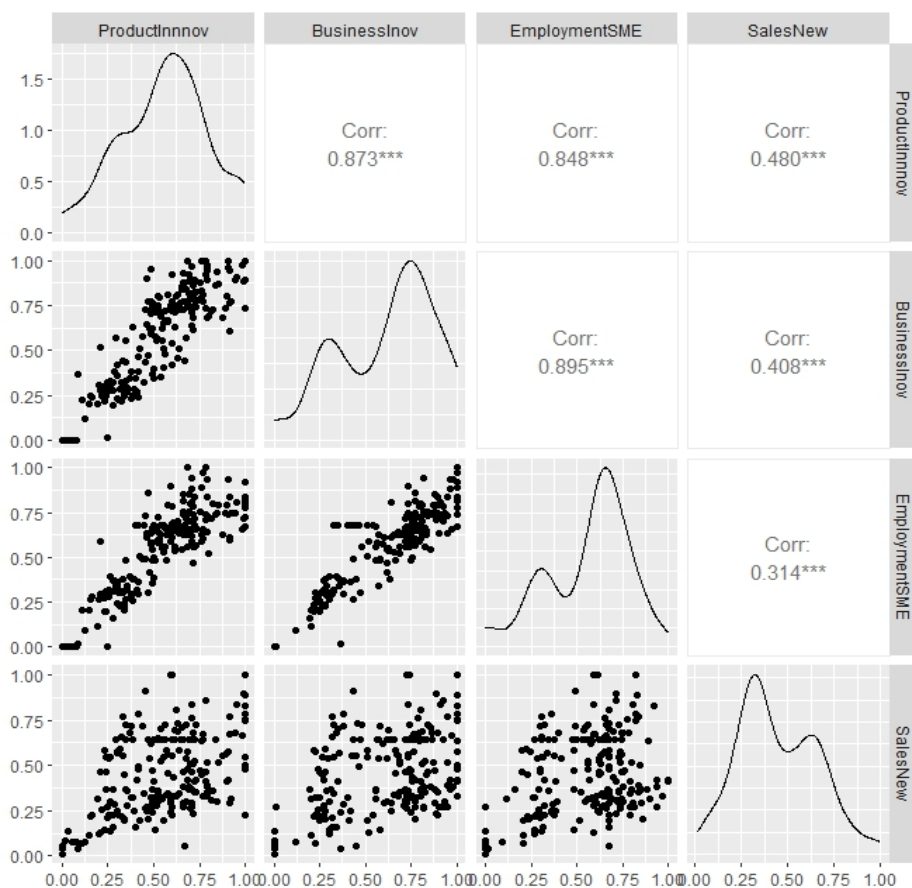 ProductInnnov BusinessInov EmploymentSME SalesNew
1.5
1.0
0.5
0.0
Corr:
0.873***
Corr:
0.848***
Corr:
0.480***
ProductInnnov
1.00
0.75
0.50
0.25
0.00
Corr:
0.895***
Corr:
0.408***
BusinessInov
1.00
0.75
0.50
0.25
0.00
Corr:
0.314***
EmploymentSME
1.00
0.75
0.50
0.25
0.00
SalesNew
0.00 0.25 0.50 0.75 1.00 0.00 0.25 0.50 0.75 1.00 0.00 0.25 0.50 0.75 1.00 0.00 0.25 0.50 0.75 1.00